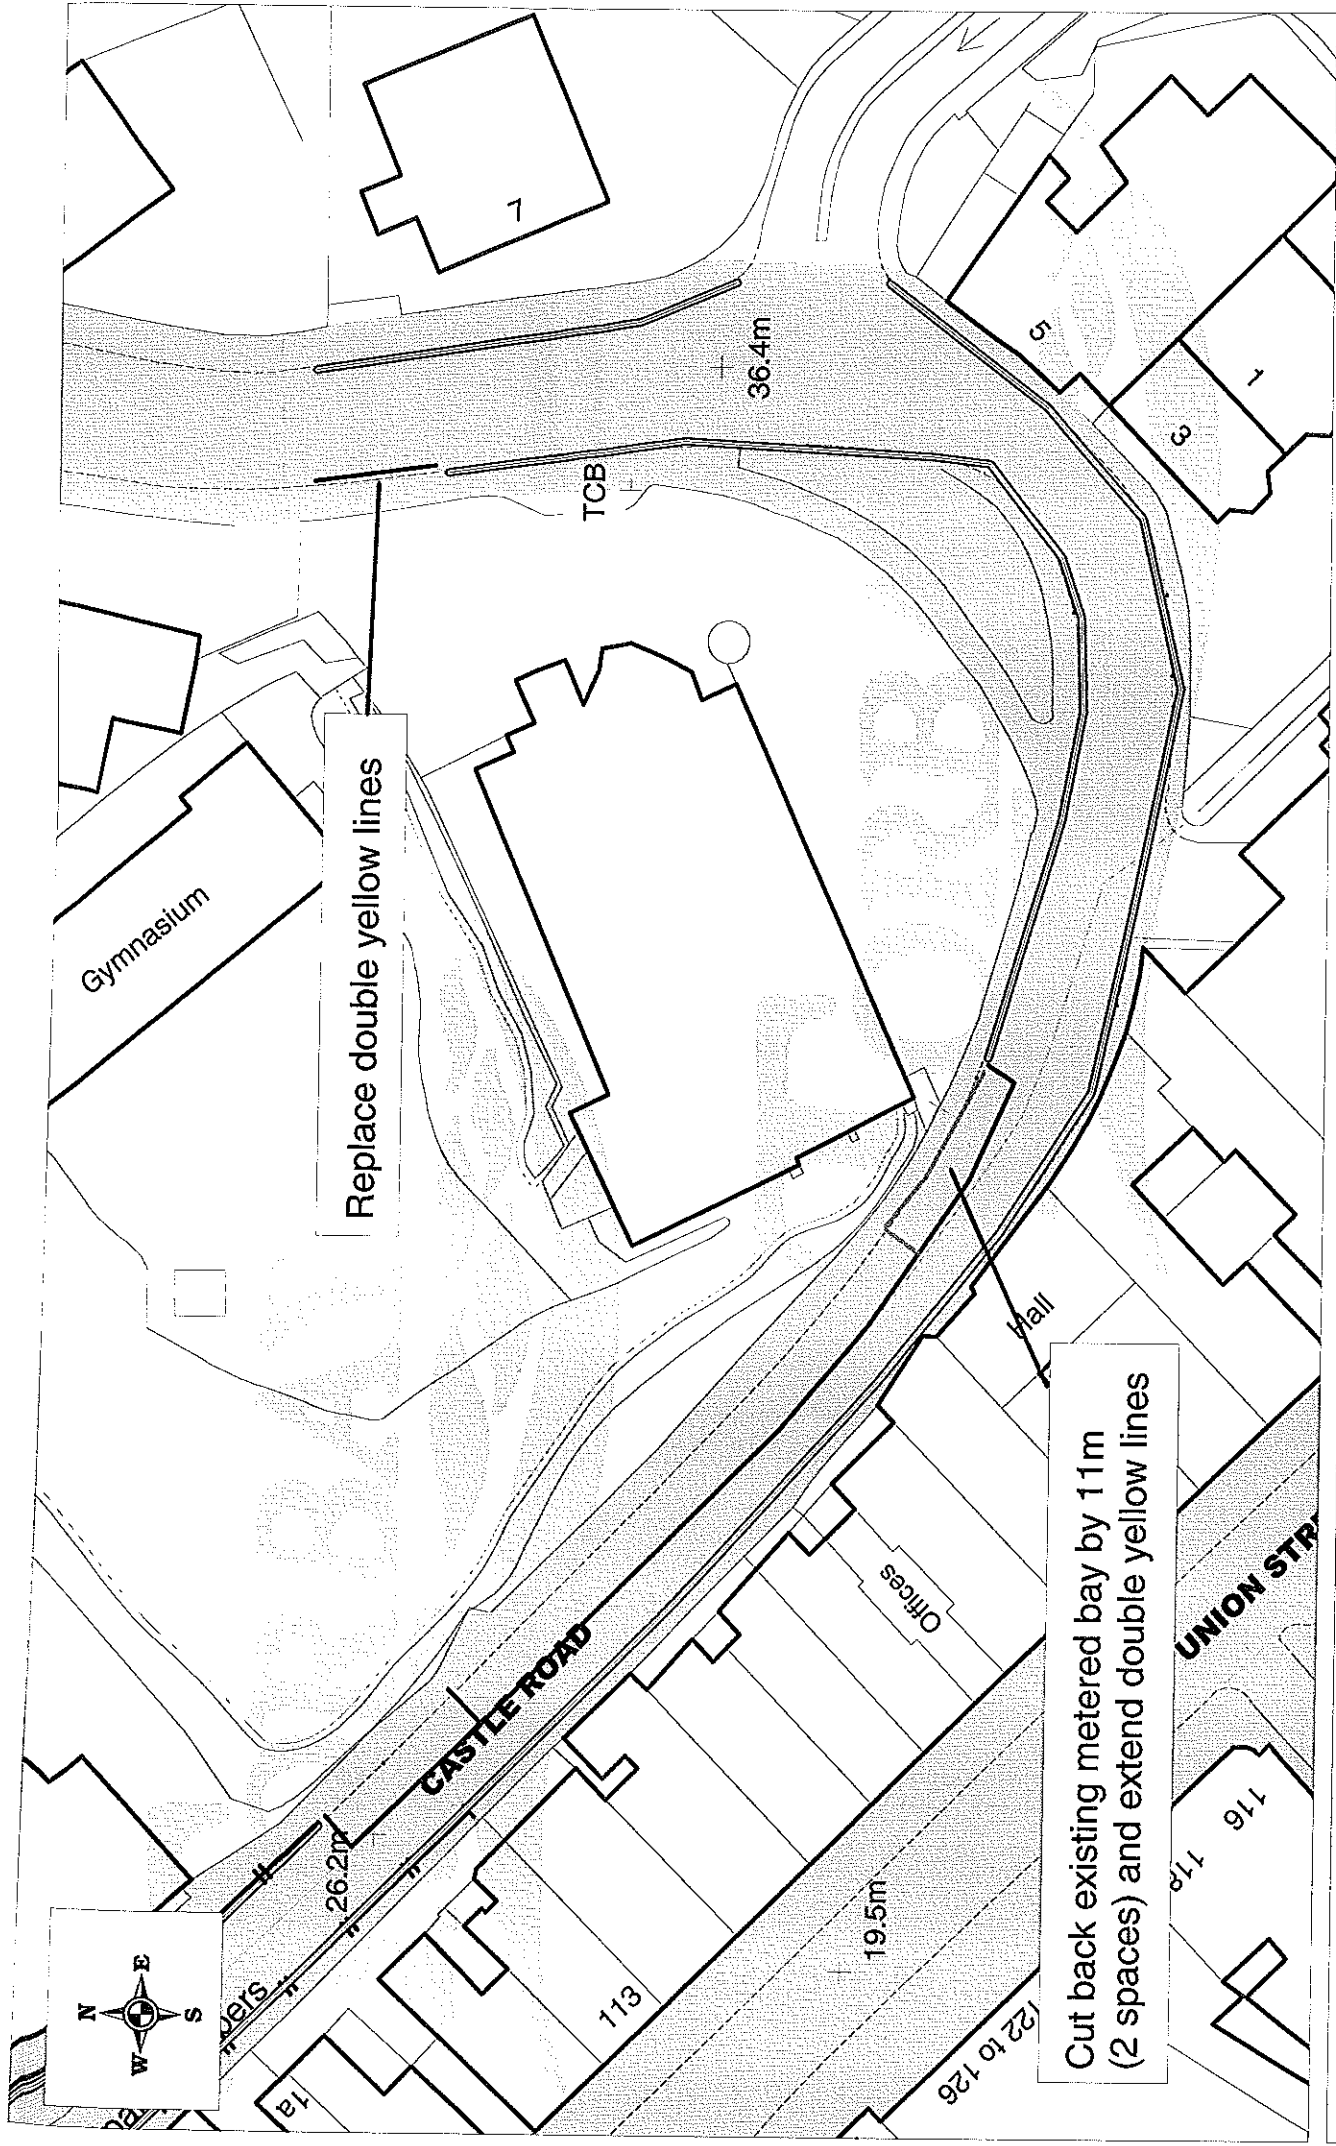 N
W E
S
Gymnasium
Replace double yellow lines
7
TCB
36.4m
5
3
1
26.2m
CASTLE ROAD
Hall
Offices
1a
113
19.5m
UNION STR
122 to 126
118
116
Cut back existing metered bay by 11m
(2 spaces) and extend double yellow lines